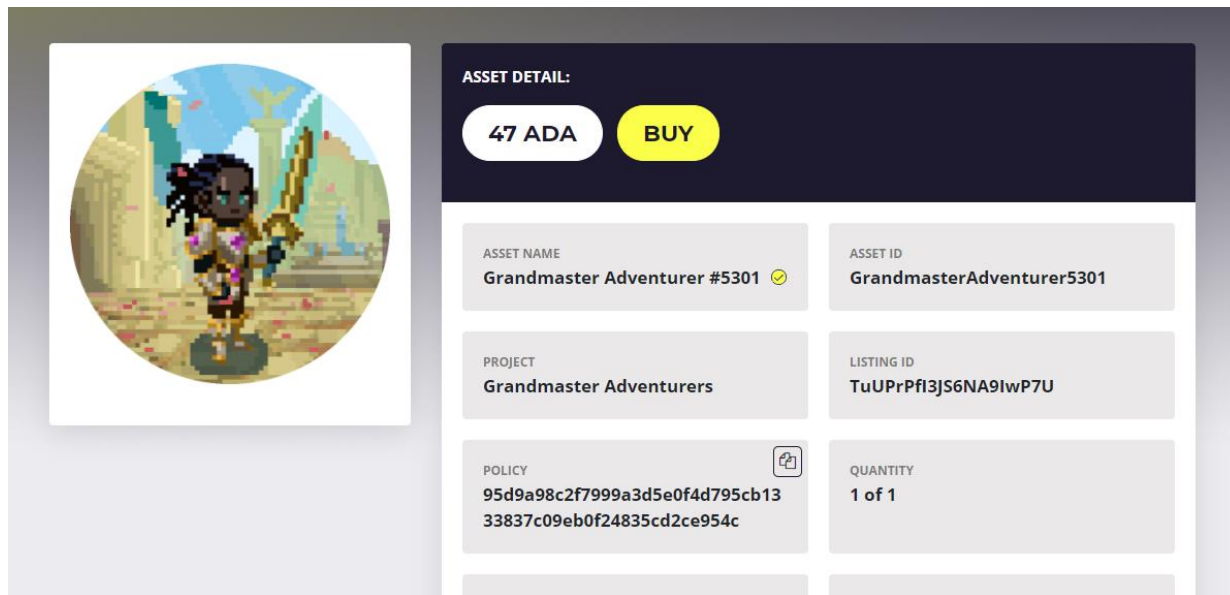 ASSET DETAIL:
47 ADA
BUY
ASSET NAME
Grandmaster Adventurer #5301
ASSET ID
GrandmasterAdventurer5301
PROJECT
Grandmaster Adventurers
LISTING ID
TuUPrPfI3JS6NA9IwP7U
POLICY
95d9a98c2f7999a3d5e0f4d795cb13
33837c09eb0f24835cd2ce954c
QUANTITY
1 of 1